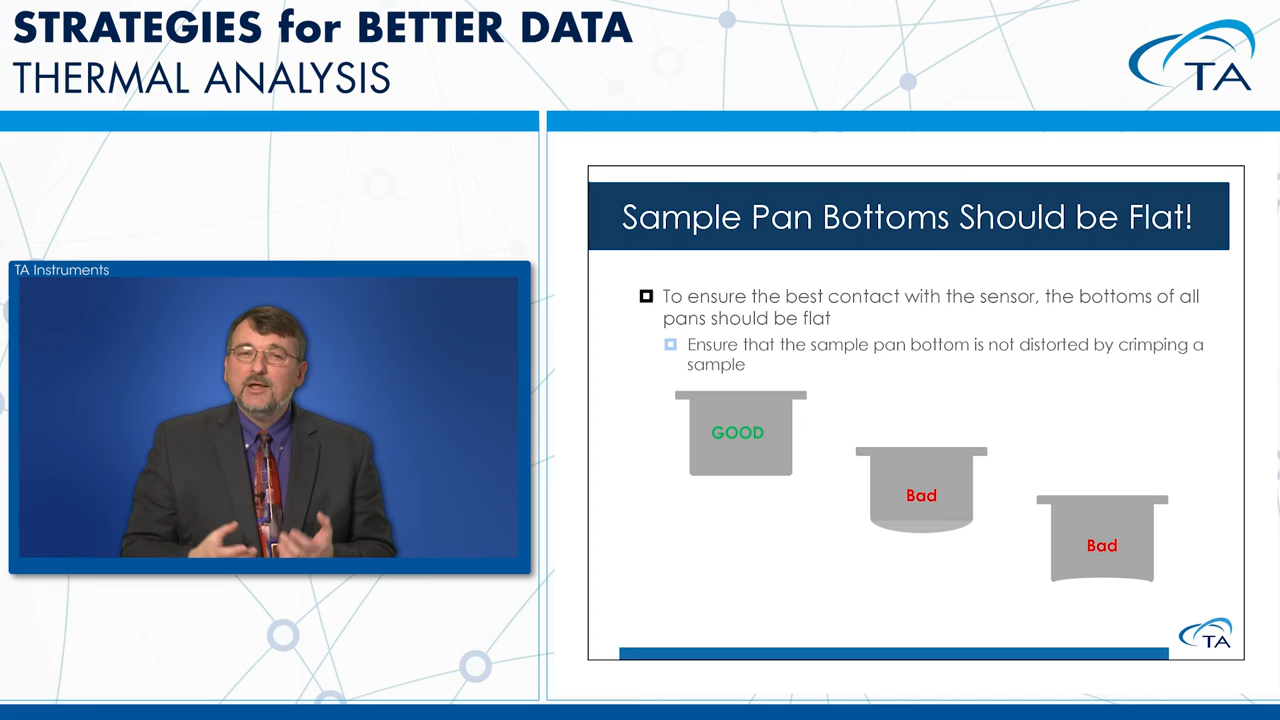 STRATEGIES for BETTER DATA
THERMAL ANALYSIS
TA
TA Instruments
Sample Pan Bottoms Should be Flat!
To ensure the best contact with the sensor, the bottoms of all
pans should be flat
Ensure that the sample pan bottom is not distorted by crimping a
sample
GOOD
Bad
Bad
TA